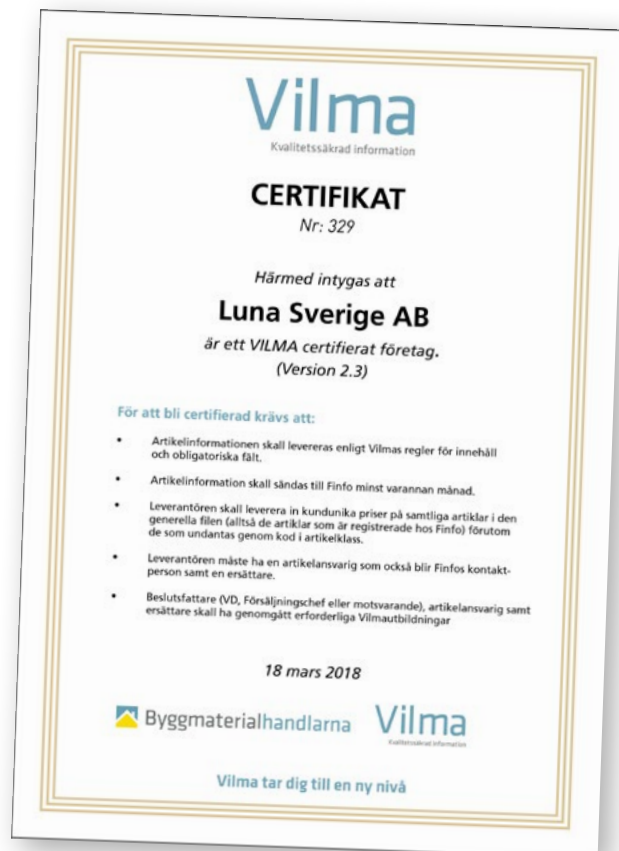 Vilma
Kvalitetssäkrad information
CERTIFIKAT
Nr: 329
Härmed intygas att
Luna Sverige AB
är ett VILMA certifierat företag.
(Version 2.3)
För att bli certifierad krävs att:
• Artikelinformationen skall levereras enligt Vilmas regler för innehåll
och obligatoriska fält.
• Artikelinformation skall sändas till Finfo minst varannan månad.
• Leverantören skall leverera in kundunika priser på samtliga artiklar i den
generella filen (alltså de artiklar som är registrerade hos Finfo) förutom
de som undantas genom kod i artikelklass.
• Leverantören måste ha en artikelansvarig som också blir Finfos kontakt-
person samt en ersättare.
• Beslutsfattare (VD, Försäljningschef eller motsvarande), artikelansvarig samt
ersättare skall ha genomgått erforderliga Vilmautbildningar
18 mars 2018
Byggmaterialhandlarna Vilma
Kvalitetssäkrad information
Vilma tar dig till en ny nivå